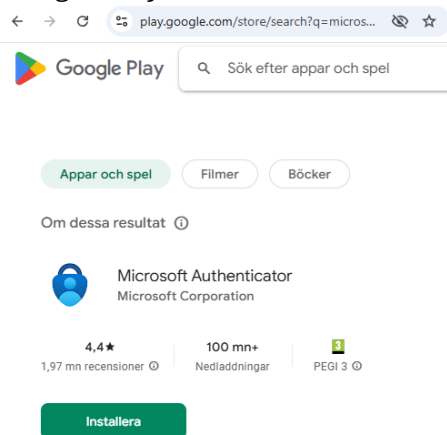 play.google.com/store/search?q=micros...
Google Play
Sök efter appar och spel
Appar och spel
Filmer
Böcker
Om dessa resultat
Microsoft Authenticator
Microsoft Corporation
4,4★
100 mn+
3
1,97 mn recensioner
Nedladdningar
PEGI 3
Installera